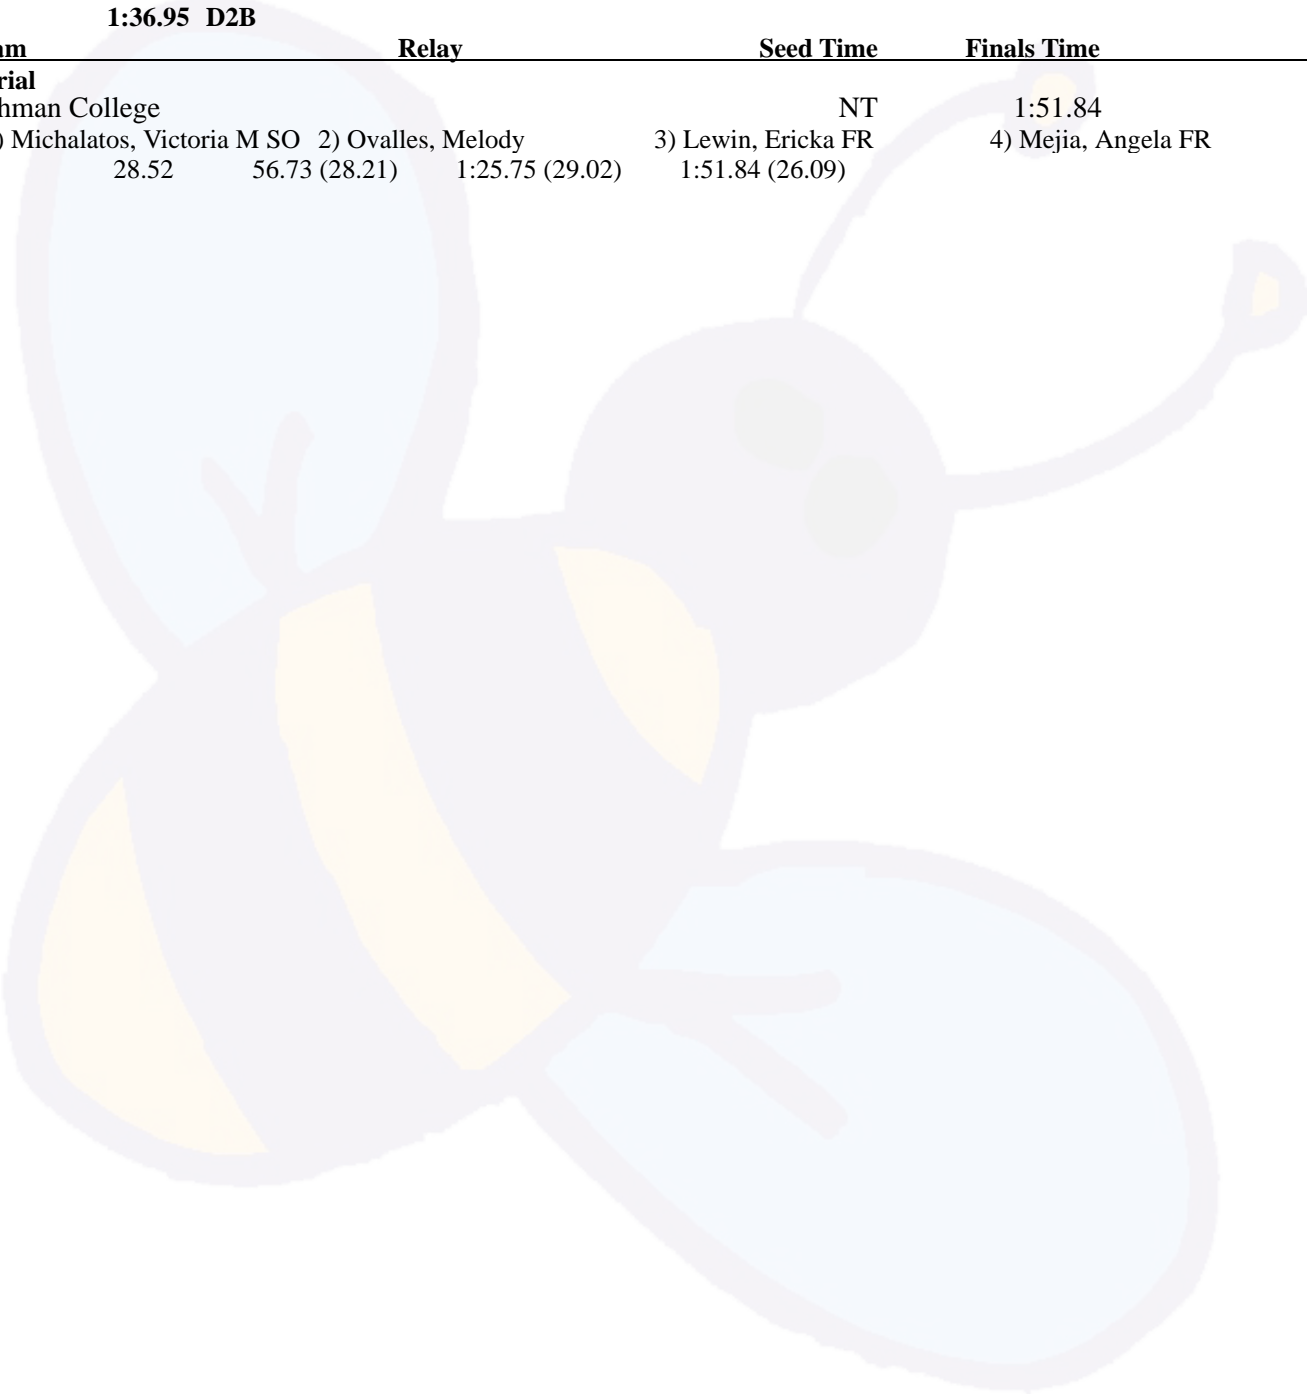 1:36.95 D2B
am Relay Seed Time Finals Time
rial
hman College NT 1:51.84
) Michalatos, Victoria M SO 2) Ovalles, Melody 3) Lewin, Ericka FR 4) Mejia, Angela FR
28.52 56.73 (28.21) 1:25.75 (29.02) 1:51.84 (26.09)